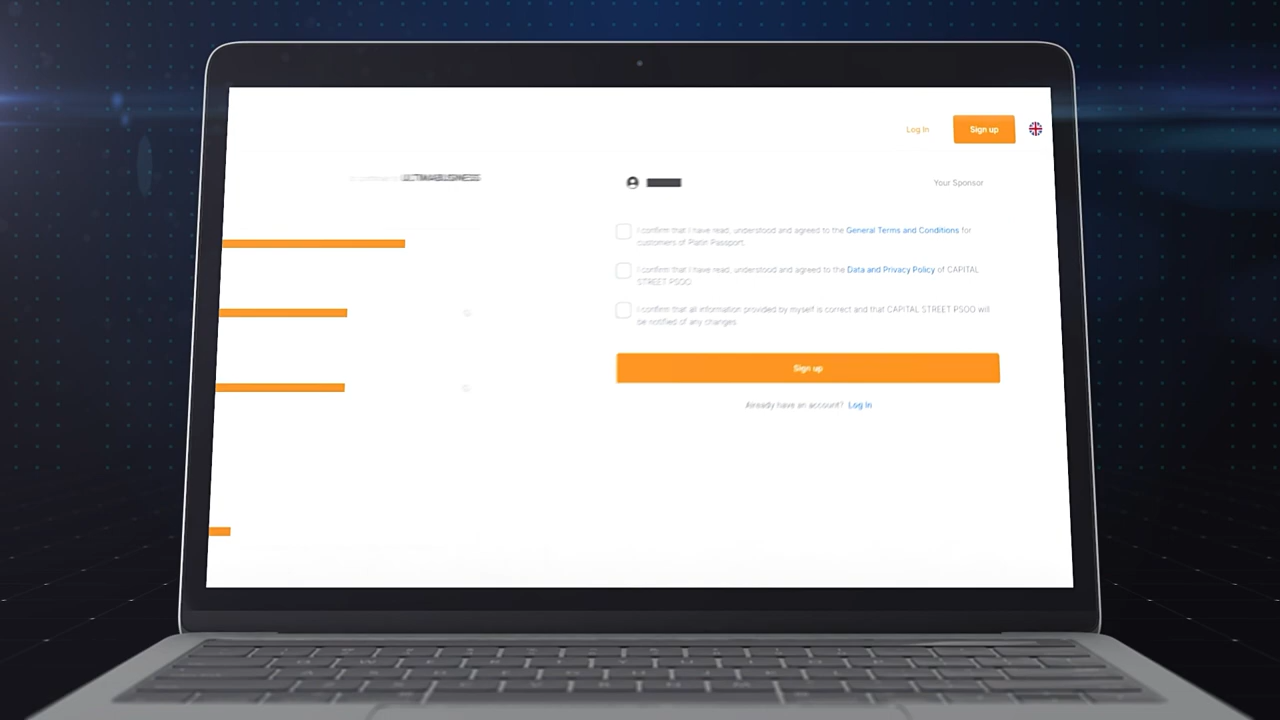 Log In
Sign up
ULTIMABUSINESS
Your Sponsor
I confirm that I have read, understood and agreed to the General Terms and Conditions for
customers of Platin Passport.
I confirm that I have read, understood and agreed to the Data and Privacy Policy of CAPITAL
STREET PSOO
I confirm that all information provided by myself is correct and that CAPITAL STREET PSOO will
be notified of any changes.
Sign up
Already have an account? Log In